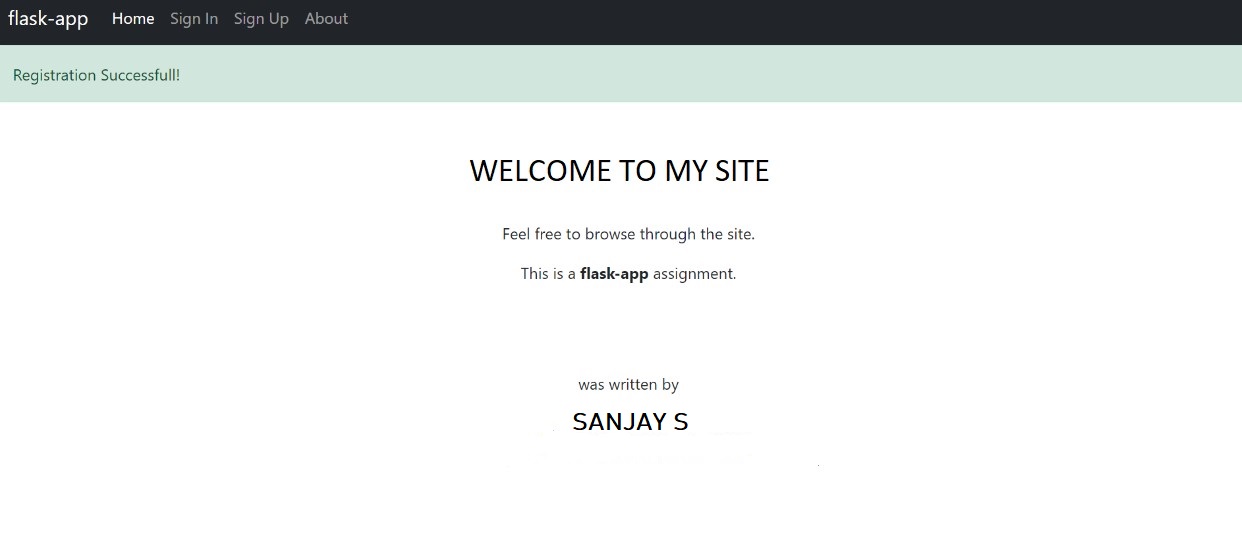 flask-app Home Sign In Sign Up About
Registration Successfull!
WELCOME TO MY SITE
Feel free to browse through the site.
This is a flask-app assignment.
was written by
SANJAY S